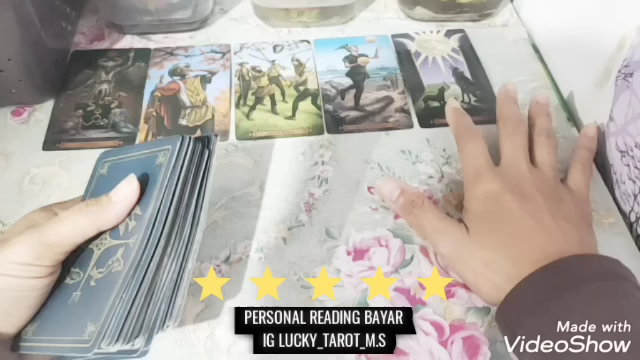 PERSONAL READING BAYAR
IG LUCKY_TAROT_M.S
Made with
VideoShow